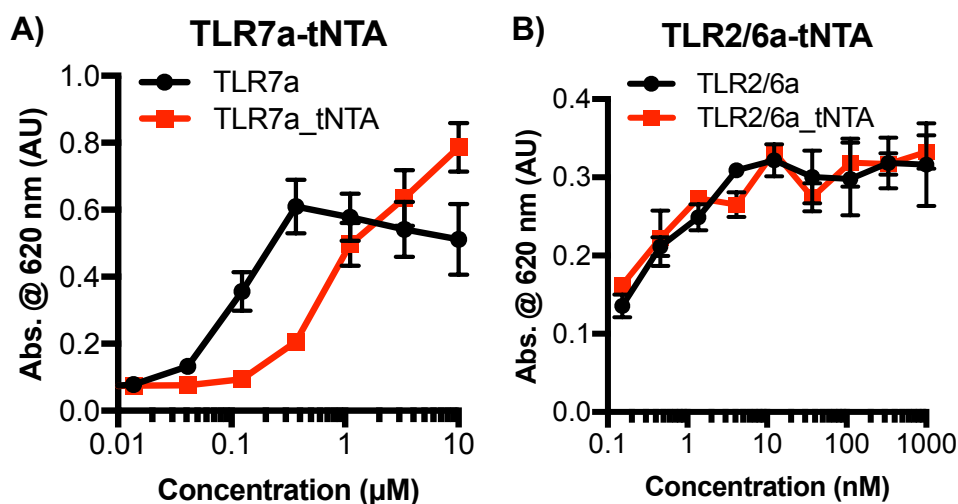 A)
TLR7a-tNTA
TLR7a
TLR7a_tNTA
Abs. @ 620 nm (AU)
1.0
0.8
0.6
0.4
0.2
0.0
0.01
0.1
1
10
Concentration (µM)
B)
TLR2/6a-tNTA
TLR2/6a
TLR2/6a_tNTA
Abs. @ 620 nm (AU)
0.4
0.3
0.2
0.1
0.0
0.1
1
10
100
1000
Concentration (nM)